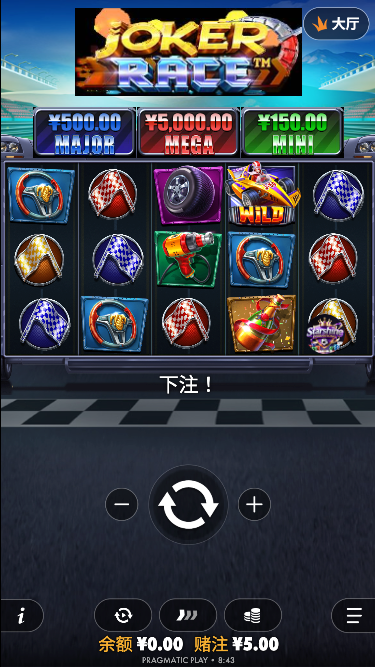 大厅
JOKER
RACE™
¥500.00 ¥5,000.00 ¥150.00
MAJOR MEGA MINI
WILD
Starshine
下注！
余额 ¥0.00 赌注 ¥5.00
PRAGMATIC PLAY • 8:43